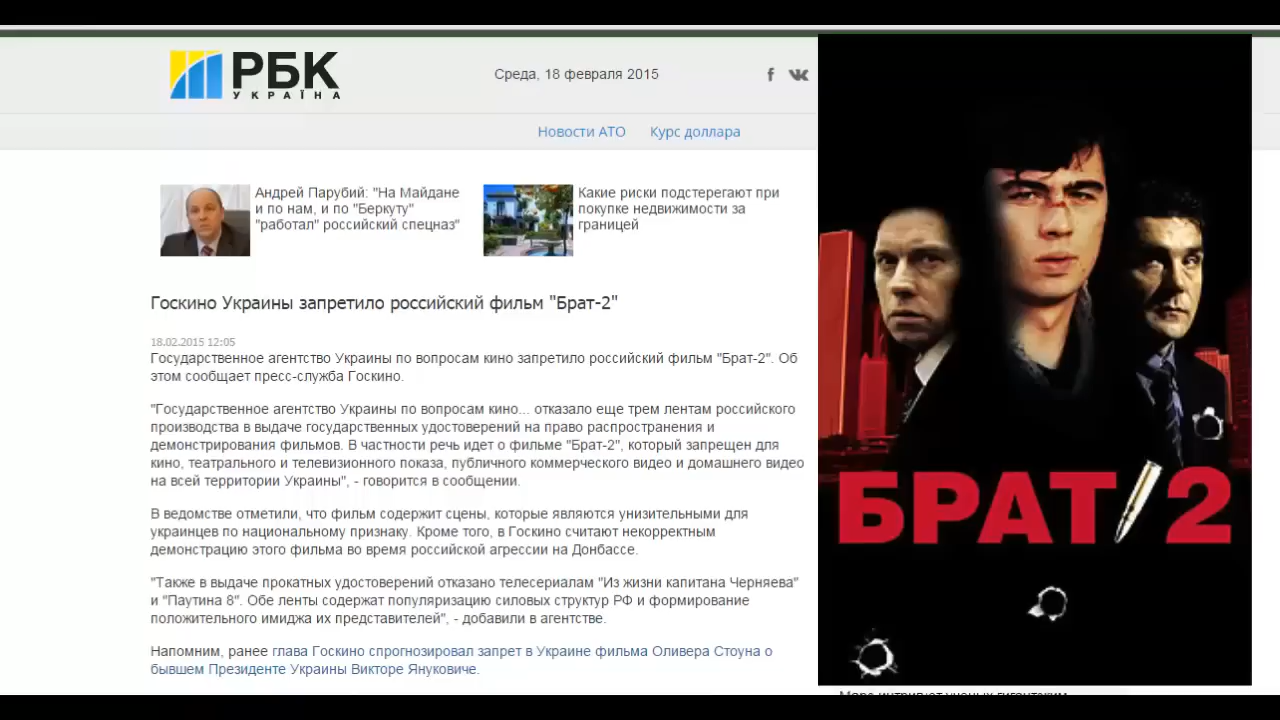 РБК
УКРАЇНА
Среда, 18 февраля 2015
f
Новости АТО
Курс доллара
Андрей Парубий: "На Майдане
и по нам, и по "Беркуту"
"работал" российский спецназ"
Какие риски подстерегают при
покупке недвижимости за
границей
Госкино Украины запретило российский фильм "Брат-2"
18.02.2015 12:05
Государственное агентство Украины по вопросам кино запретило российский фильм "Брат-2". Об
этом сообщает пресс-служба Госкино.
"Государственное агентство Украины по вопросам кино... отказало еще трем лентам российского
производства в выдаче государственных удостоверений на право распространения и
демонстрирования фильмов. В частности речь идет о фильме "Брат-2", который запрещен для
кино, театрального и телевизионного показа, публичного коммерческого видео и домашнего видео
на всей территории Украины", - говорится в сообщении.
В ведомстве отметили, что фильм содержит сцены, которые являются унизительными для
украинцев по национальному признаку. Кроме того, в Госкино считают некорректным
демонстрацию этого фильма во время российской агрессии на Донбассе.
"Также в выдаче прокатных удостоверений отказано телесериалам "Из жизни капитана Черняева"
и "Паутина 8". Обе ленты содержат популяризацию силовых структур РФ и формирование
положительного имиджа их представителей", - добавили в агентстве.
Напомним, ранее глава Госкино спрогнозировал запрет в Украине фильма Оливера Стоуна о
бывшем Президенте Украины Викторе Януковиче.
БРАТ 2